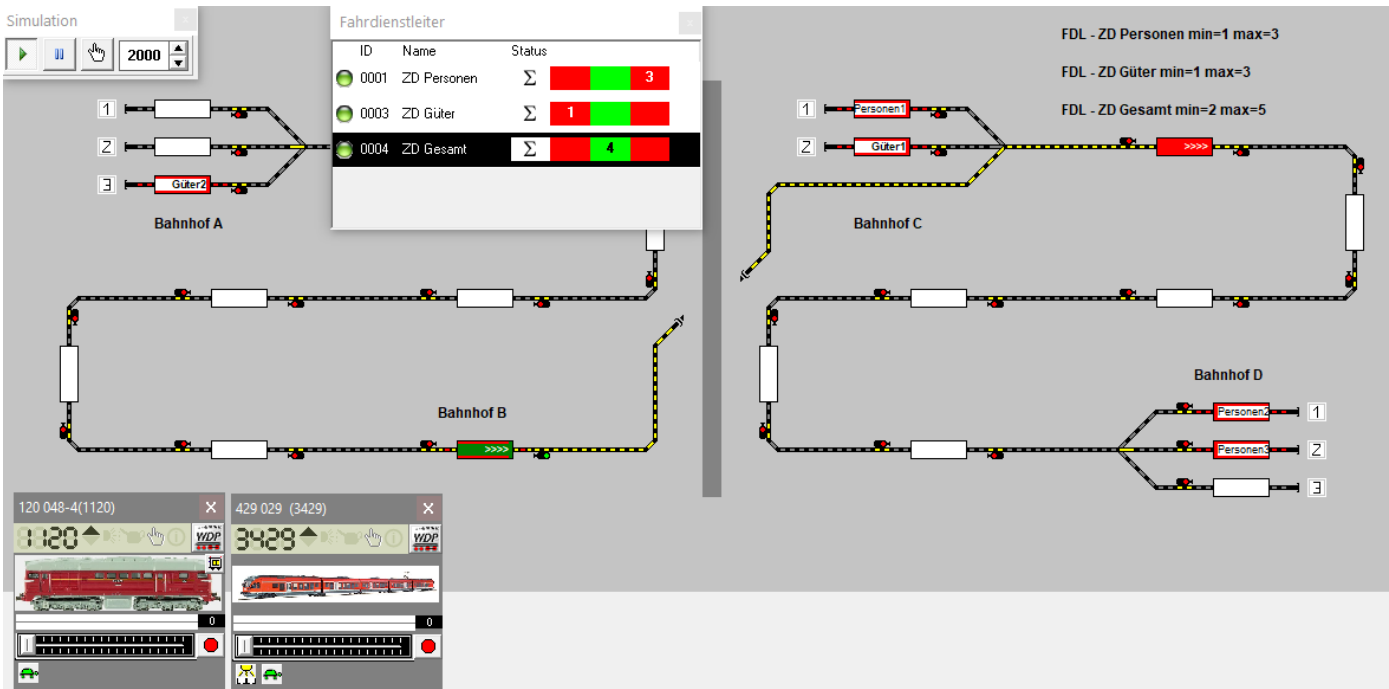 Simulation
2000
Fahrdienstleiter
ID Name Status
0001 ZD Personen Σ 3
0003 ZD Güter Σ 1
0004 ZD Gesamt Σ 4
FDL - ZD Personen min=1 max=3
FDL - ZD Güter min=1 max=3
FDL - ZD Gesamt min=2 max=5
1
2
3 Güter2
Bahnhof A
1 Personen1
2 Güter1
>>>>
Bahnhof C
Bahnhof B
>>>>
Bahnhof D
Personen2 1
Personen3 2
3
120 048-4(1120)
1120
WDP
0
429 029 (3429)
3429
WDP
0